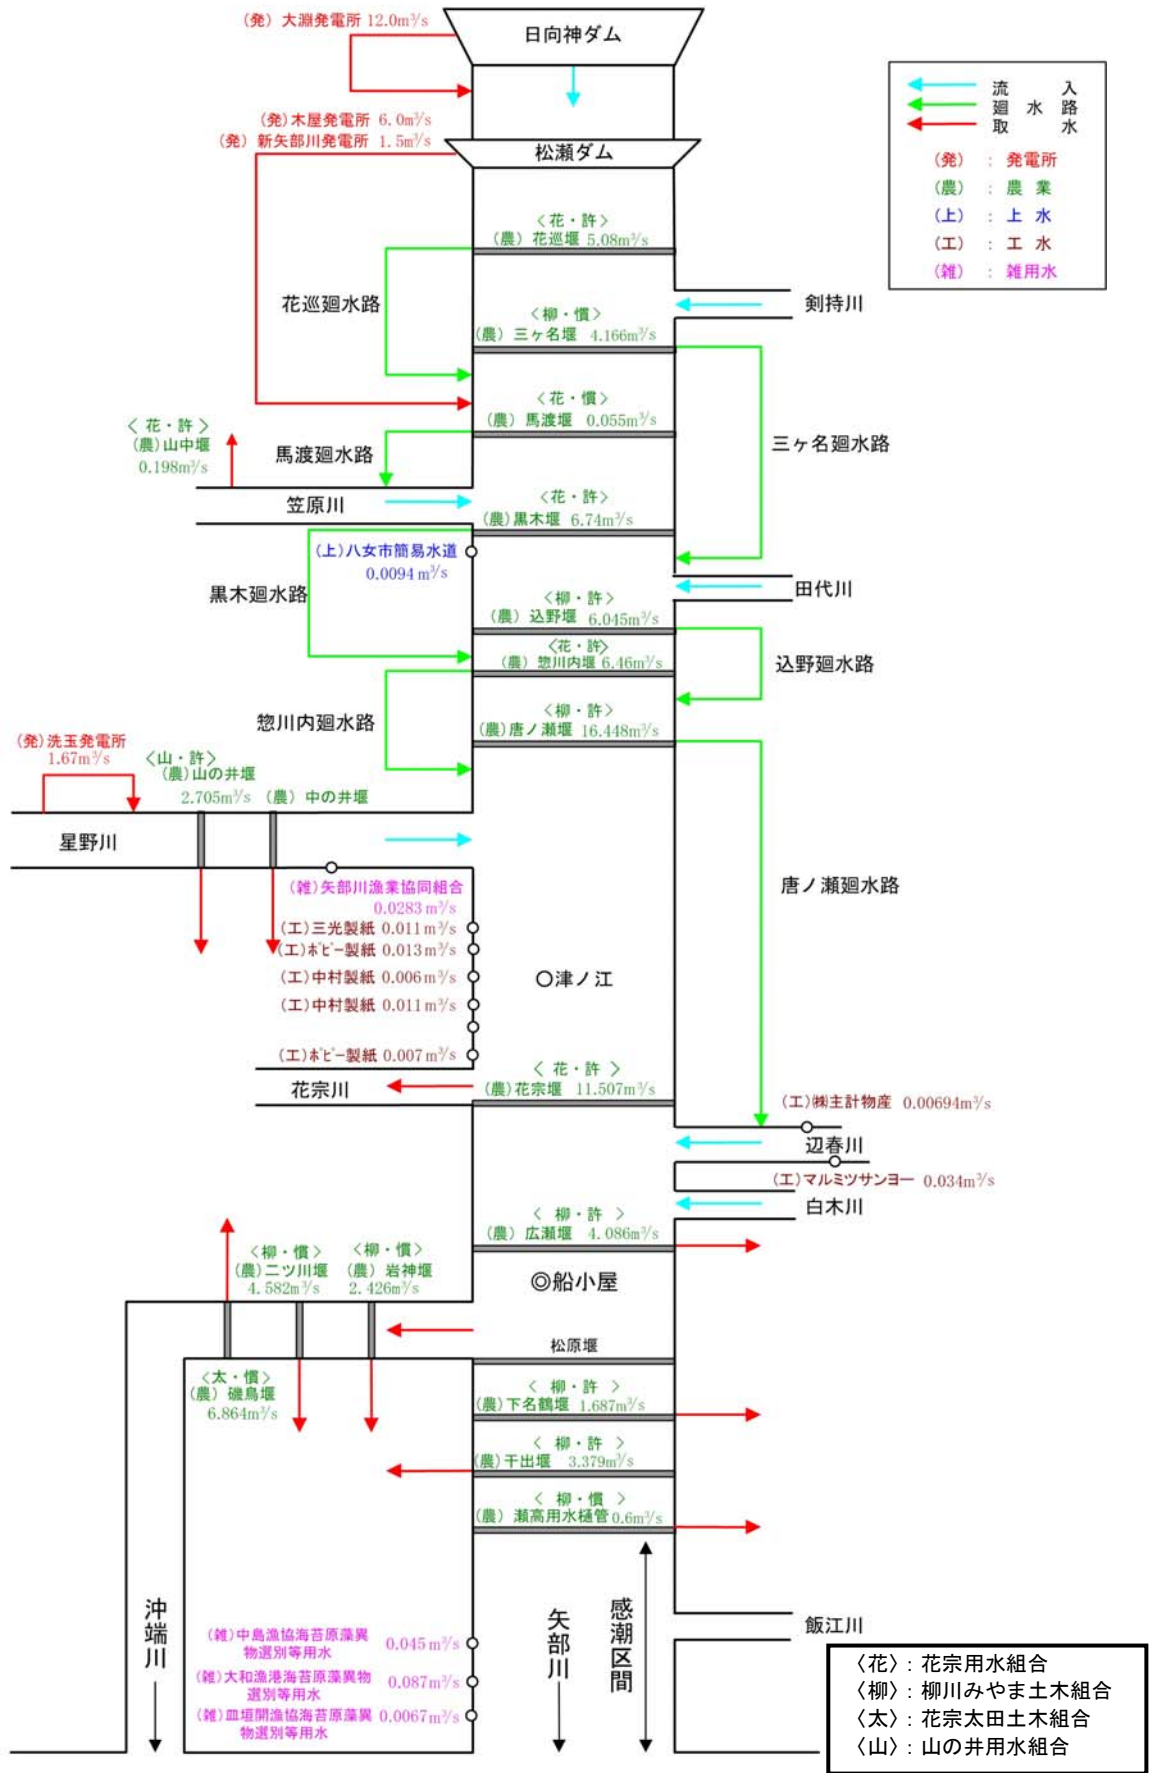 (発) 大淵発電所 12.0m³/s
日向神ダム
流 入
廻 水 路
取 水
(発) : 発電所
(農) : 農 業
(上) : 上 水
(工) : 工 水
(雑) : 雑用水
(発)木屋発電所 6.0m³/s
(発) 新矢部川発電所 1.5m³/s
松瀬ダム
〈花・許〉
(農) 花巡堰 5.08m³/s
花巡廻水路
剣持川
〈柳・慣〉
(農) 三ヶ名堰 4.166m³/s
〈花・慣〉
(農) 馬渡堰 0.055m³/s
三ヶ名廻水路
〈花・許〉
(農)山中堰
0.198m³/s
馬渡廻水路
笠原川
〈花・許〉
(農)黒木堰 6.74m³/s
(上)八女市簡易水道
0.0094m³/s
黒木廻水路
田代川
〈柳・許〉
(農) 込野堰 6.045m³/s
〈花・許〉
(農) 惣川内堰 6.46m³/s
込野廻水路
惣川内廻水路
〈柳・許〉
(農)唐ノ瀬堰 16.448m³/s
(発)洗玉発電所
1.67m³/s
〈山・許〉
(農)山の井堰
2.705m³/s
(農) 中の井堰
星野川
唐ノ瀬廻水路
(雑)矢部川漁業協同組合
0.0283m³/s
(工)三光製紙 0.011m³/s
(工)ポピー製紙 0.013m³/s
(工)中村製紙 0.006m³/s
(工)中村製紙 0.011m³/s
(工)ポピー製紙 0.007m³/s
○津ノ江
花宗川
〈花・許〉
(農)花宗堰 11.507m³/s
(工)㈱主計物産 0.00694m³/s
辺春川
(工)マルミツサンヨー 0.034m³/s
白木川
〈柳・許〉
(農) 広瀬堰 4.086m³/s
◎船小屋
〈柳・慣〉
(農)二ツ川堰
4.582m³/s
〈柳・慣〉
(農) 岩神堰
2.426m³/s
松原堰
〈太・慣〉
(農) 磯鳥堰
6.864m³/s
〈柳・許〉
(農)下名鶴堰 1.687m³/s
〈柳・許〉
(農)干出堰 3.379m³/s
〈柳・慣〉
(農) 瀬高用水樋管 0.6m³/s
沖端川
矢部川
感潮区間
飯江川
(雑)中島漁協海苔原藻異
物選別等用水
0.045m³/s
(雑)大和漁港海苔原藻異物
選別等用水
0.087m³/s
(雑)皿垣開漁協海苔原藻異
物選別等用水
0.0067m³/s
〈花〉: 花宗用水組合
〈柳〉: 柳川みやま土木組合
〈太〉: 花宗太田土木組合
〈山〉: 山の井用水組合